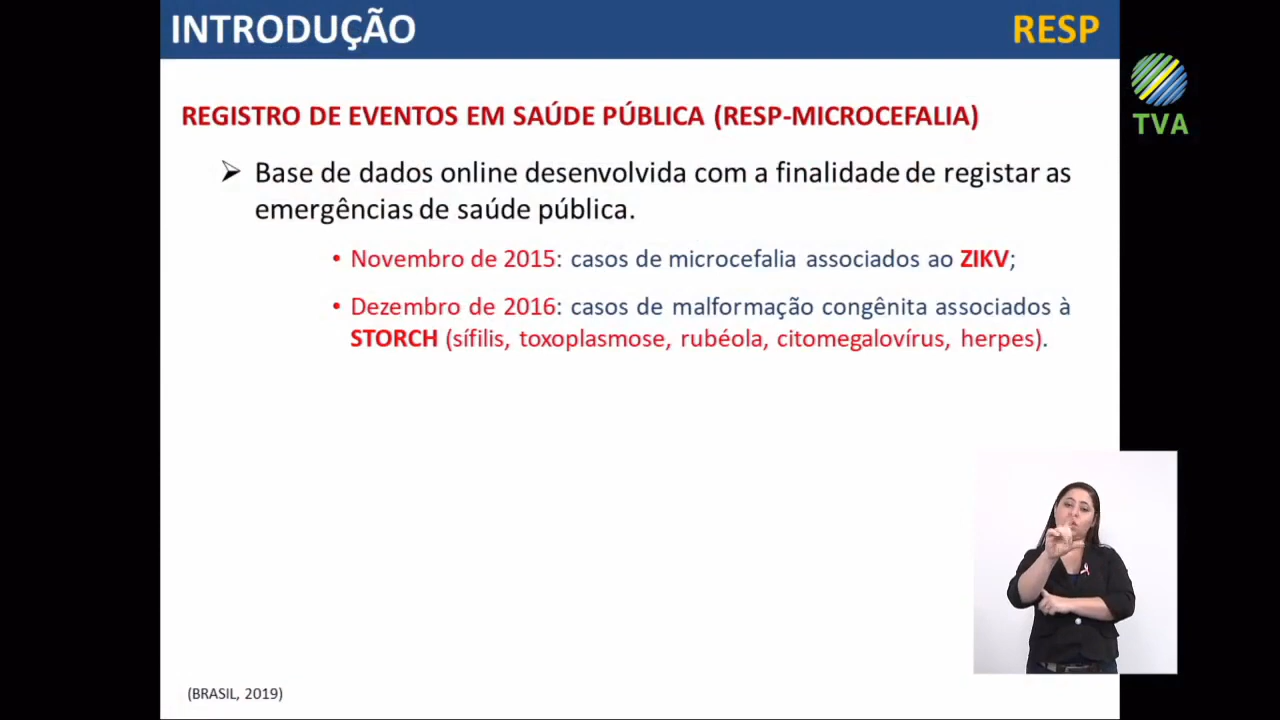 INTRODUÇÃO
RESP
TVA
REGISTRO DE EVENTOS EM SAÚDE PÚBLICA (RESP-MICROCEFALIA)
Base de dados online desenvolvida com a finalidade de registar as
emergências de saúde pública.
• Novembro de 2015: casos de microcefalia associados ao ZIKV;
• Dezembro de 2016: casos de malformação congênita associados à
STORCH (sífilis, toxoplasmose, rubéola, citomegalovírus, herpes).
(BRASIL, 2019)